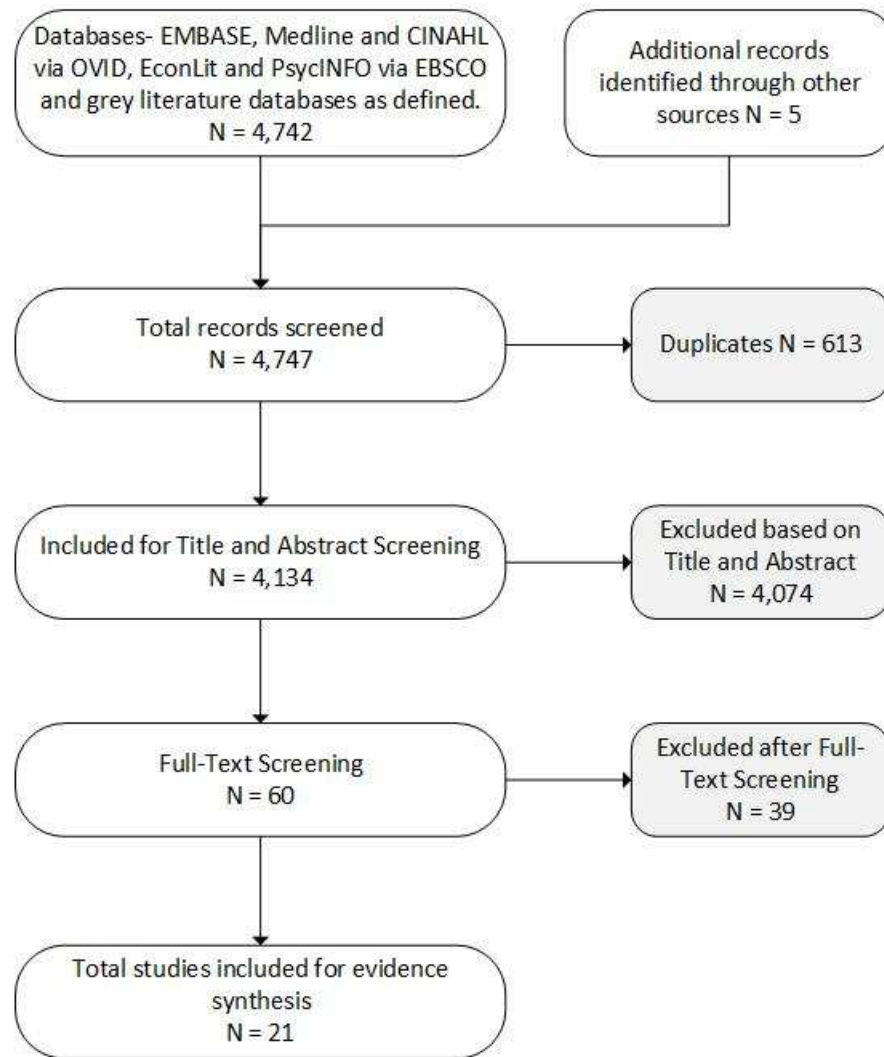 Databases- EMBASE, Medline and CINAHL
via OVID, EconLit and PsycINFO via EBSCO
and grey literature databases as defined.
N = 4,742
Additional records
identified through other
sources N = 5
Total records screened
N = 4,747
Duplicates N = 613
Included for Title and Abstract Screening
N = 4,134
Excluded based on
Title and Abstract
N = 4,074
Full-Text Screening
N = 60
Excluded after Full-
Text Screening
N = 39
Total studies included for evidence
synthesis
N = 21